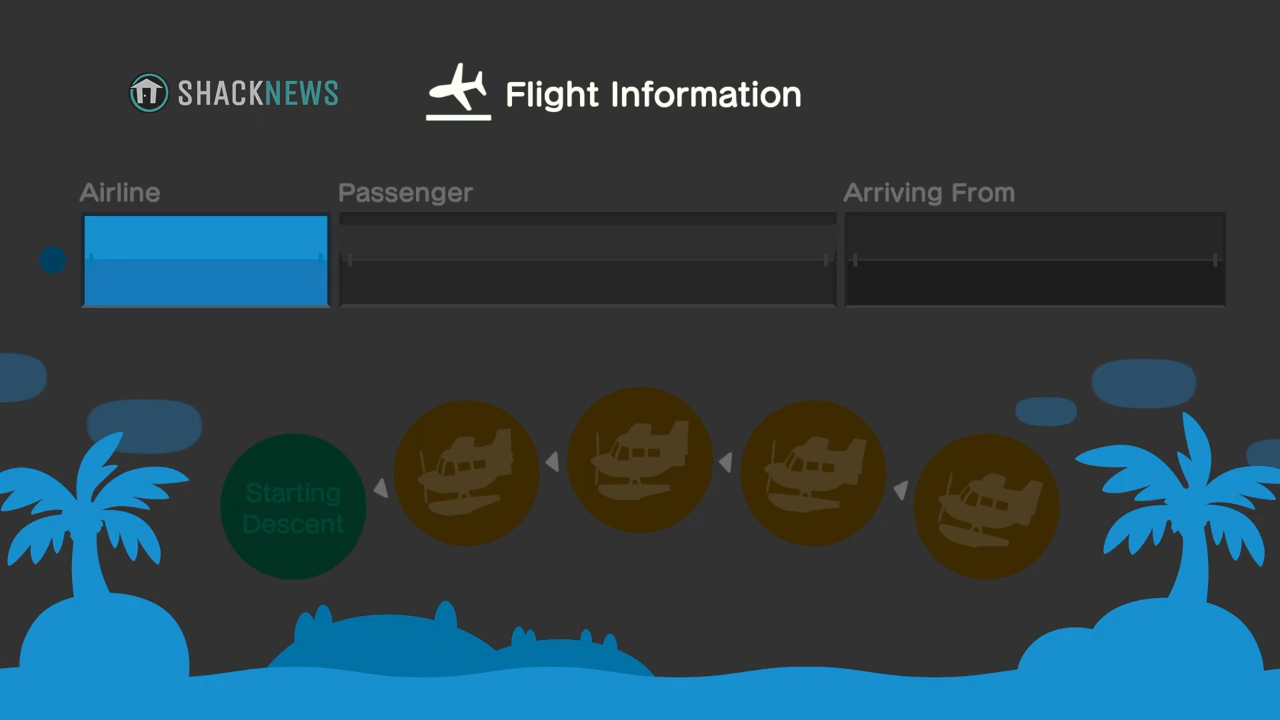 SHACKNEWS
Flight Information
Airline
Passenger
Arriving From
Starting
Descent